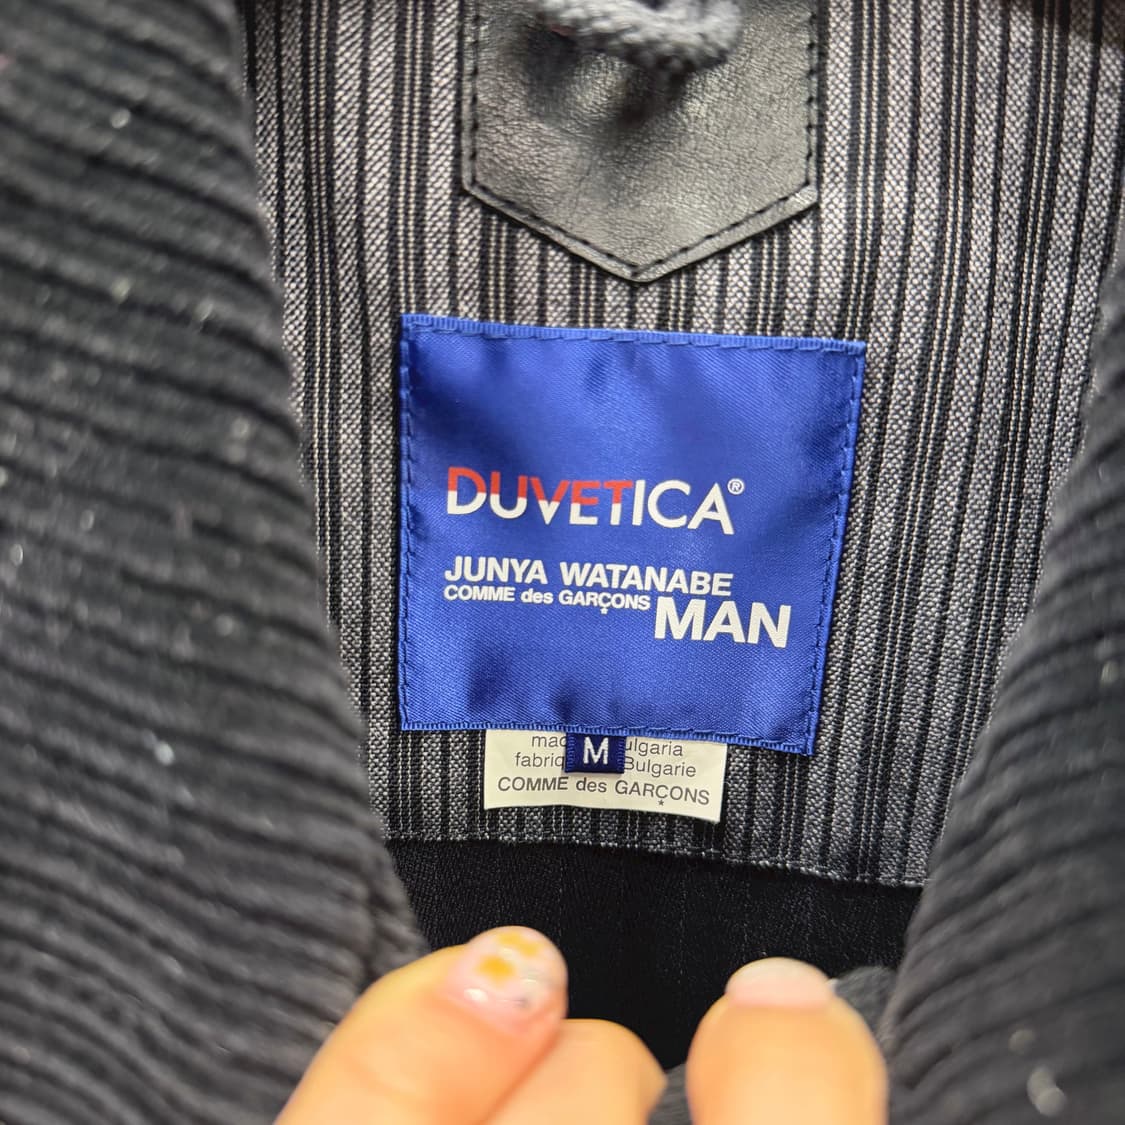 DUVETICA®
JUNYA WATANABE
COMME des GARÇONS MAN
M
COMME des GARÇONS